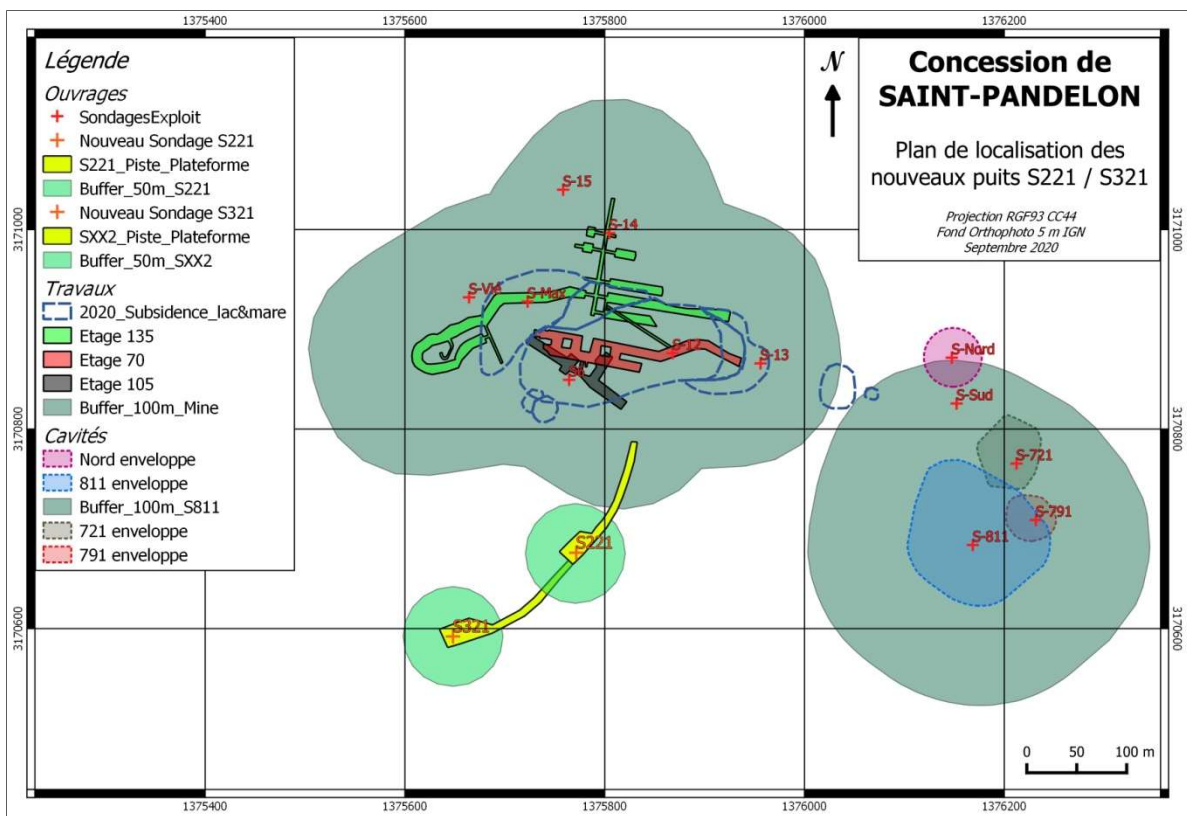 1375400
1375600
1375800
1376000
1376200
Légende
Ouvrages
SondagesExploit
Nouveau Sondage S221
S221_Piste_Plateforme
Buffer_50m_S221
Nouveau Sondage S321
SXX2_Piste_Plateforme
Buffer_50m_SXX2
Travaux
2020_Subsidence_lac&mare
Etage 135
Etage 70
Etage 105
Buffer_100m_Mine
Cavités
Nord enveloppe
811 enveloppe
Buffer_100m_S811
721 enveloppe
791 enveloppe
N
Concession de
SAINT-PANDELON
Plan de localisation des
nouveaux puits S221 / S321
Projection RGF93 CC44
Fond Orthophoto 5 m IGN
Septembre 2020
3171000
3171000
S-15
S-14
S-Max
S-12
S-13
S-Nord
S-Sud
3170800
3170800
S-721
S-791
S-811
S221
S321
3170600
3170600
0 50 100 m
1375400
1375600
1375800
1376000
1376200